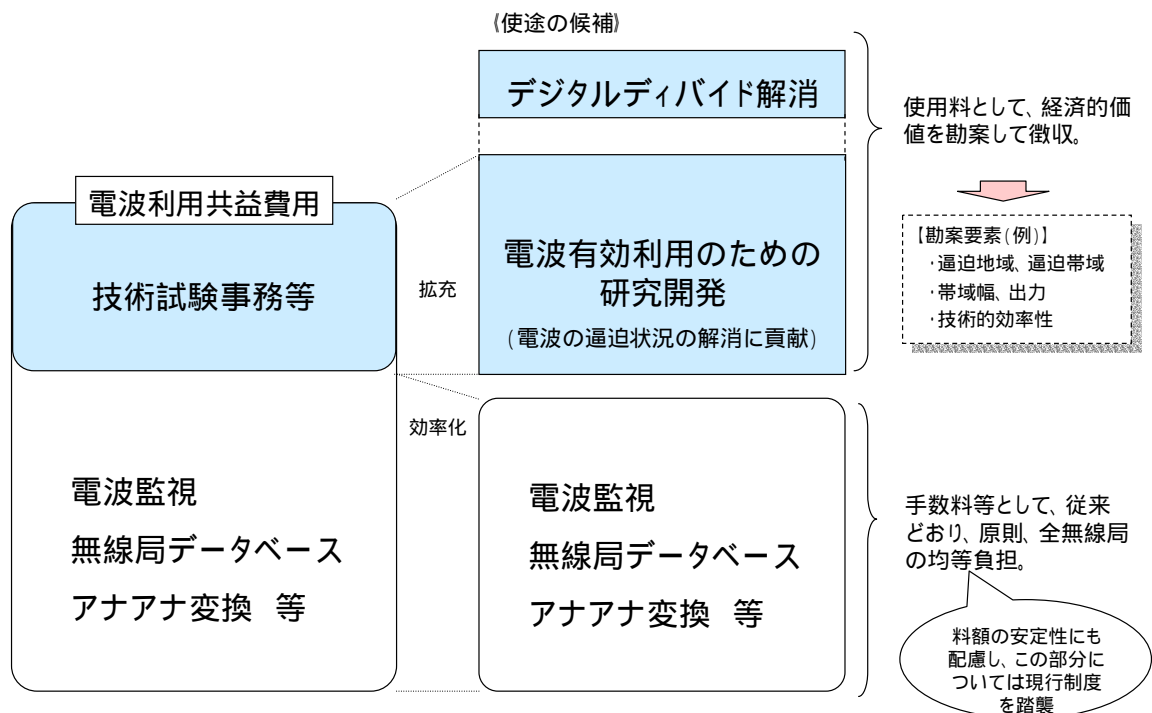 《使途の候補》
デジタルディバイド解消
使用料として、経済的価
値を勘案して徴収。
電波利用共益費用
技術試験事務等
拡充
電波有効利用のための
研究開発
(電波の逼迫状況の解消に貢献)
【勘案要素(例)】
・逼迫地域、逼迫帯域
・帯域幅、出力
・技術的効率性
効率化
電波監視
無線局データベース
アナアナ変換 等
電波監視
無線局データベース
アナアナ変換 等
手数料等として、従来
どおり、原則、全無線局
の均等負担。
料額の安定性にも
配慮し、この部分に
ついては現行制度
を踏襲